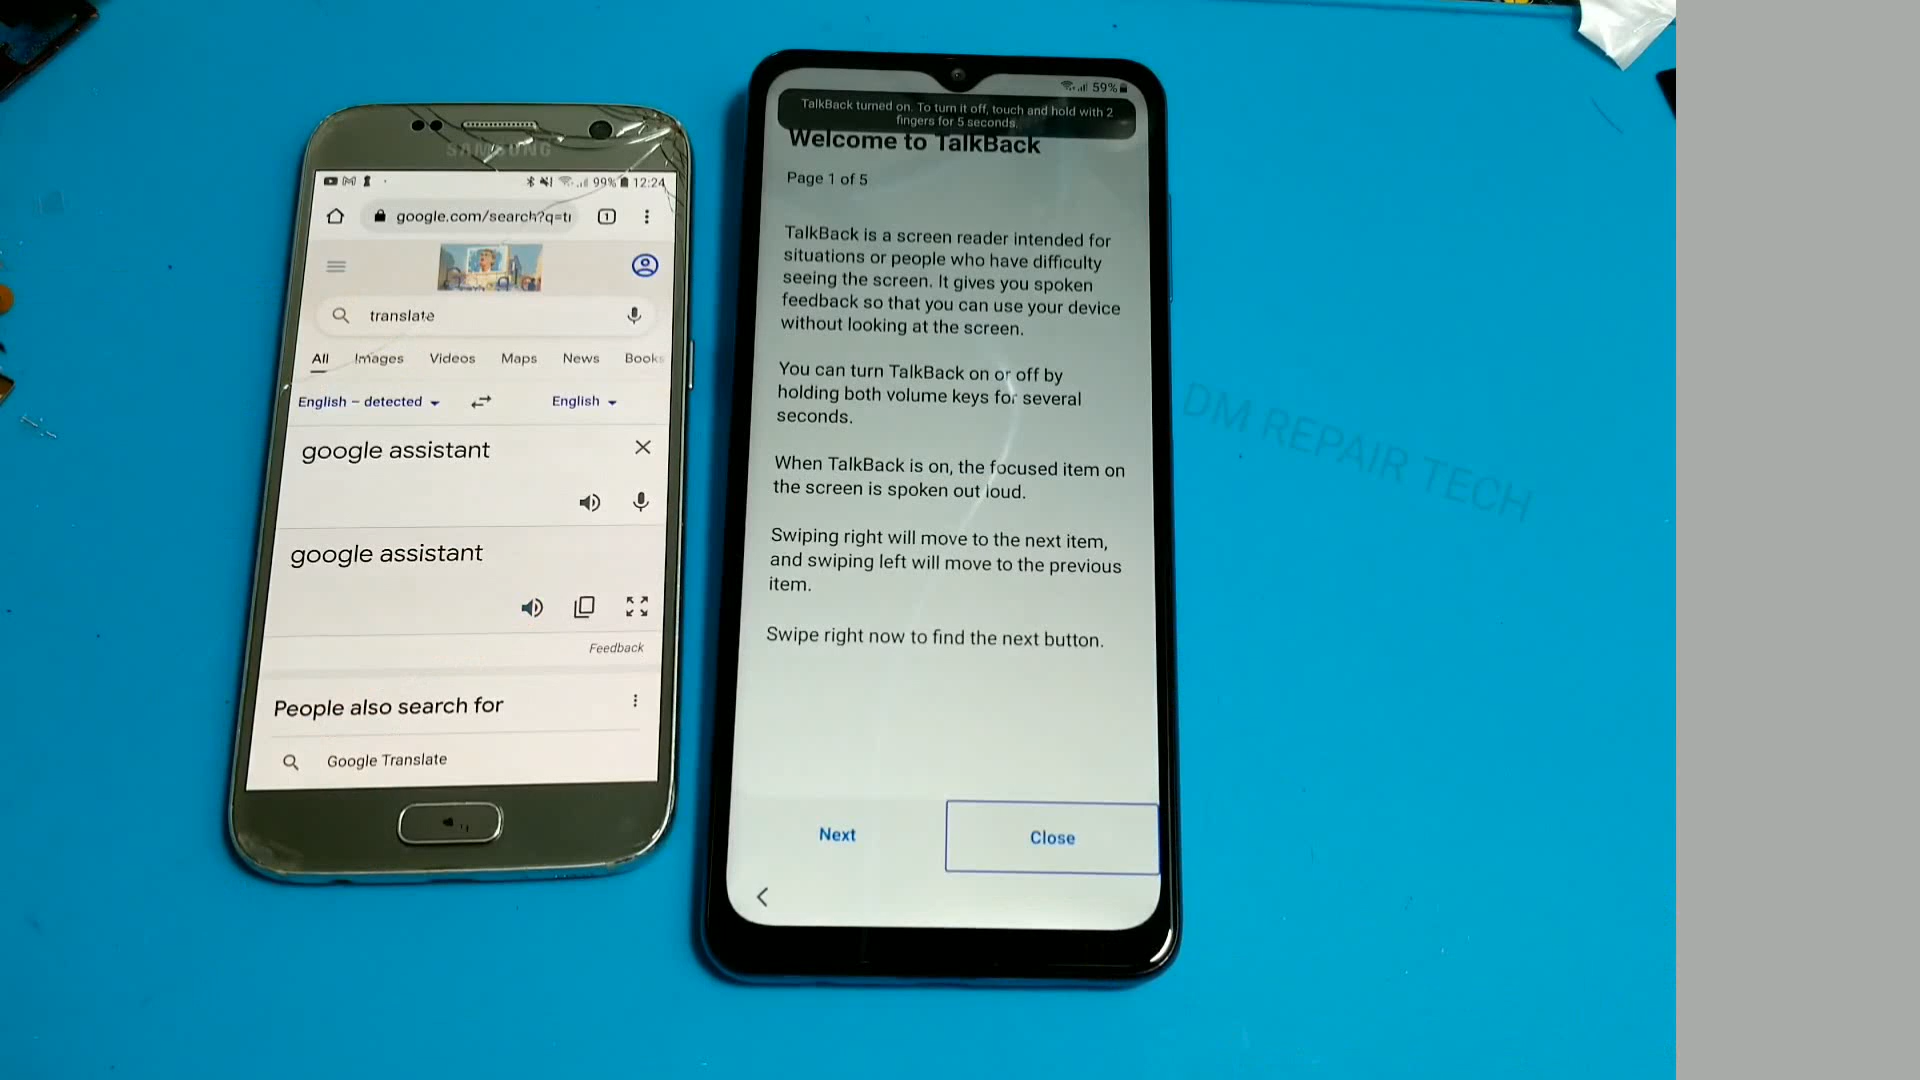 SAMSUNG
99% 12:24
google.com/search?q=t
1
translate
All Images Videos Maps News Books
English – detected English
google assistant
google assistant
Feedback
People also search for
Google Translate
59%
TalkBack turned on. To turn it off, touch and hold with 2
fingers for 5 seconds.
Welcome to TalkBack
Page 1 of 5
TalkBack is a screen reader intended for
situations or people who have difficulty
seeing the screen. It gives you spoken
feedback so that you can use your device
without looking at the screen.
You can turn TalkBack on or off by
holding both volume keys for several
seconds.
When TalkBack is on, the focused item on
the screen is spoken out loud.
Swiping right will move to the next item,
and swiping left will move to the previous
item.
Swipe right now to find the next button.
Next Close
DM REPAIR TECH